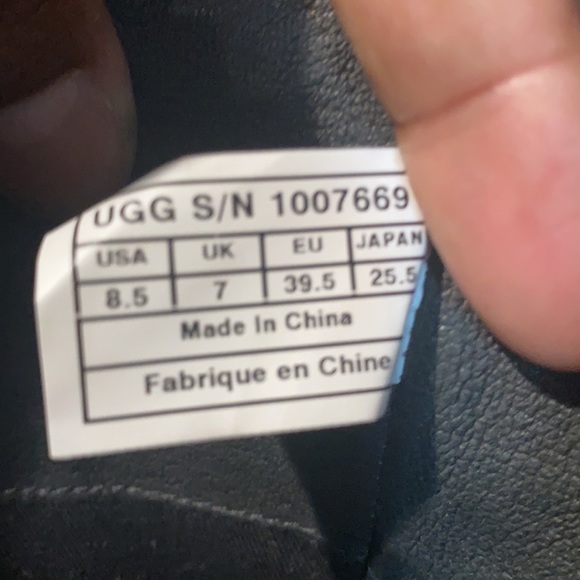 UGG S/N 1007669
USA UK EU JAPAN
8.5 7 39.5 25.5
Made In China
Fabrique en Chine